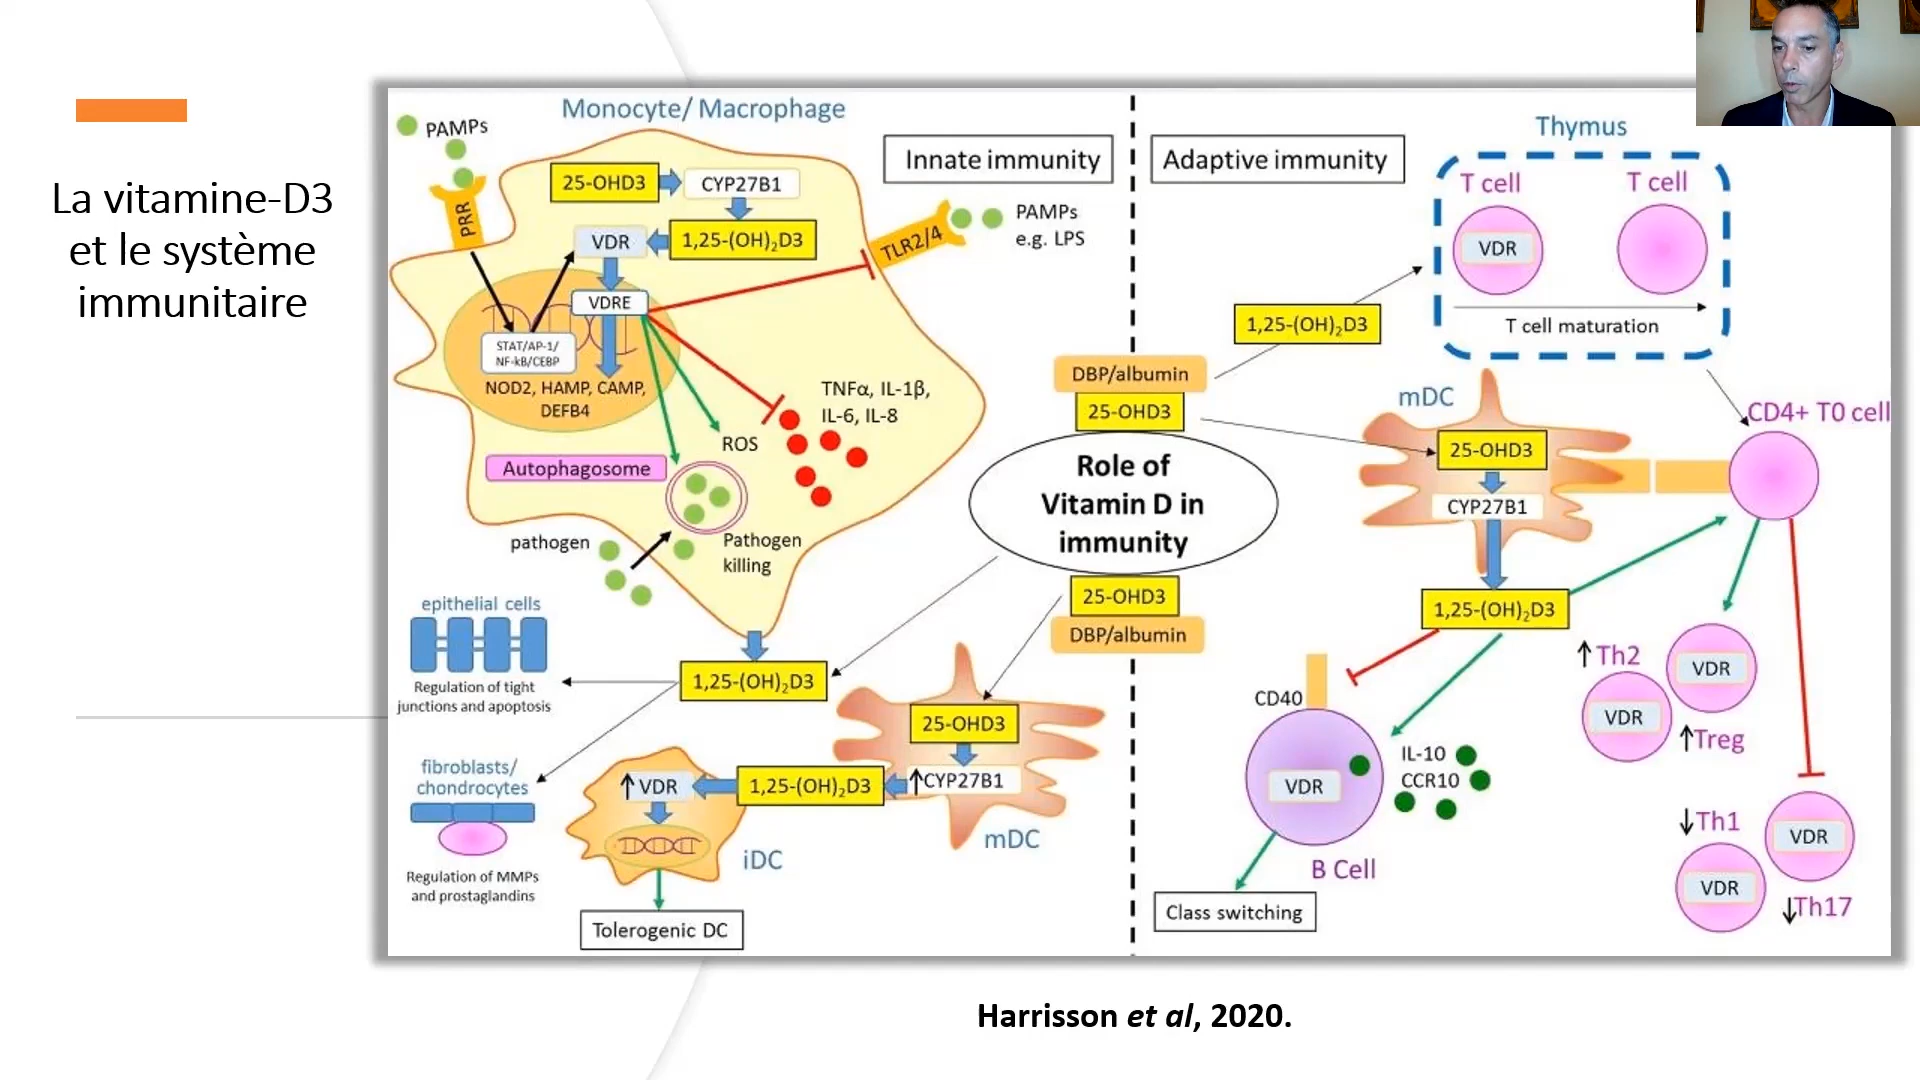 La vitamine-D3
et le système
immunitaire
Monocyte/ Macrophage
PAMPs
PRR
25-OHD3
CYP27B1
VDR
1,25-(OH)₂D3
VDRE
STAT/AP-1/
NF-kB/CEBP
NOD2, HAMP, CAMP,
DEFB4
Innate immunity
TLR2/4
PAMPs
e.g. LPS
TNFα, IL-1β,
IL-6, IL-8
ROS
Autophagosome
pathogen
Pathogen
killing
epithelial cells
Regulation of tight
junctions and apoptosis
1,25-(OH)₂D3
fibroblasts/
chondrocytes
Regulation of MMPs
and prostaglandins
↑VDR
1,25-(OH)₂D3
25-OHD3
↑CYP27B1
mDC
iDC
Tolerogenic DC
DBP/albumin
25-OHD3
Role of
Vitamin D in
immunity
25-OHD3
DBP/albumin
Adaptive immunity
Thymus
T cell
T cell
VDR
T cell maturation
1,25-(OH)₂D3
mDC
25-OHD3
CYP27B1
CD4+ T0 cell
1,25-(OH)₂D3
↑Th2
VDR
VDR
↑Treg
CD40
VDR
IL-10
CCR10
B Cell
Class switching
↓Th1
VDR
VDR
↓Th17
Harrisson et al, 2020.